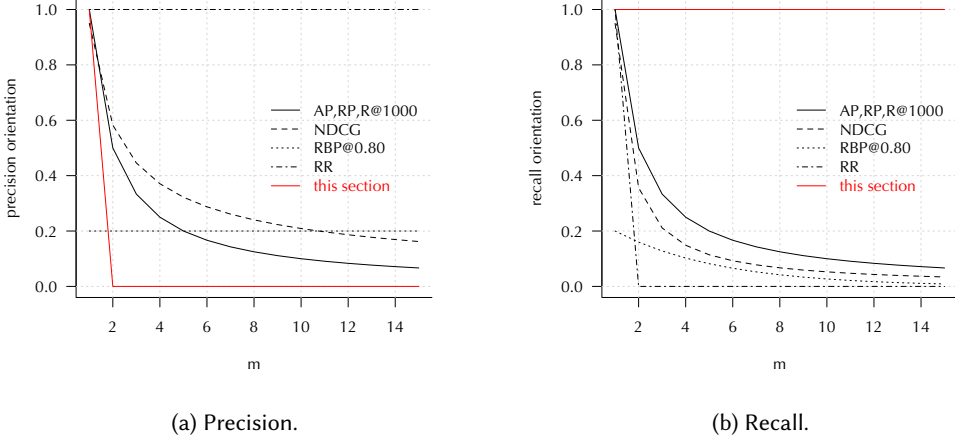 precision orientation
1.0
0.8
0.6
0.4
0.2
0.0
AP,RP,R@1000
NDCG
RBP@0.80
RR
this section
2 4 6 8 10 12 14
m
(a) Precision.
recall orientation
1.0
0.8
0.6
0.4
0.2
0.0
AP,RP,R@1000
NDCG
RBP@0.80
RR
this section
2 4 6 8 10 12 14
m
(b) Recall.